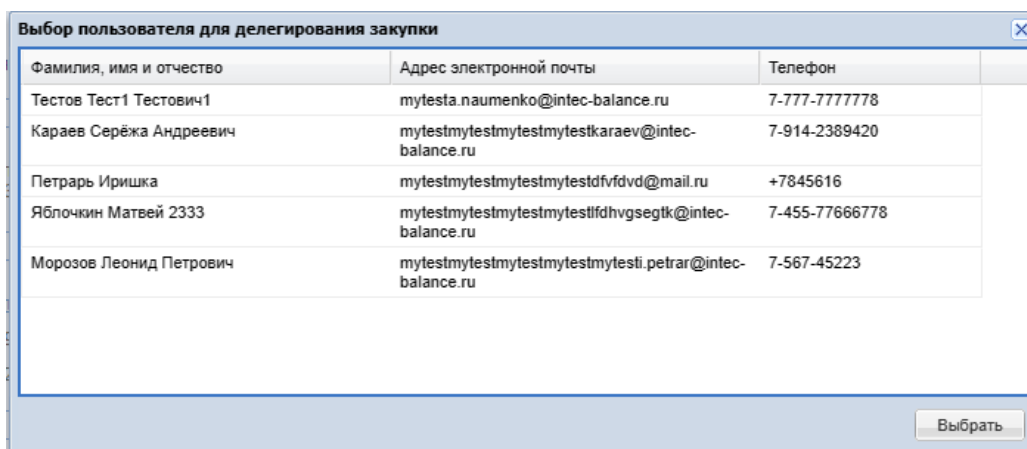 Выбор пользователя для делегирования закупки
Фамилия, имя и отчество Адрес электронной почты Телефон
Тестов Тест1 Тестович1 mytesta.naumenko@intec-balance.ru 7-777-7777778
Караев Серёжа Андреевич mytestmytestmytestmytestkaraev@intec- 7-914-2389420
balance.ru
Петрарь Иришка mytestmytestmytestmytestdfvfdvd@mail.ru +7845616
Яблочкин Матвей 2333 mytestmytestmytestmytestlfdhvgsegtk@intec- 7-455-77666778
balance.ru
Морозов Леонид Петрович mytestmytestmytestmytestmytesti.petrar@intec- 7-567-45223
balance.ru
Выбрать